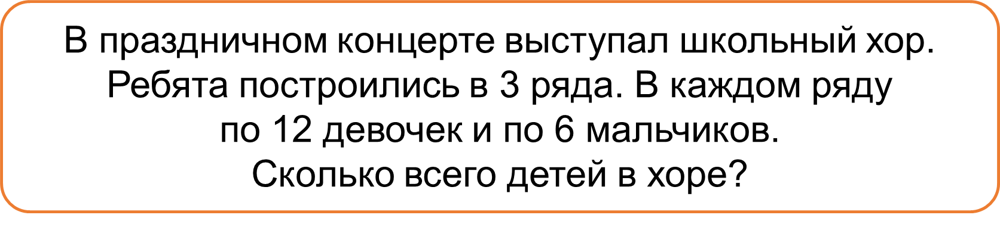 В праздничном концерте выступал школьный хор.
Ребята построились в 3 ряда. В каждом ряду
по 12 девочек и по 6 мальчиков.
Сколько всего детей в хоре?